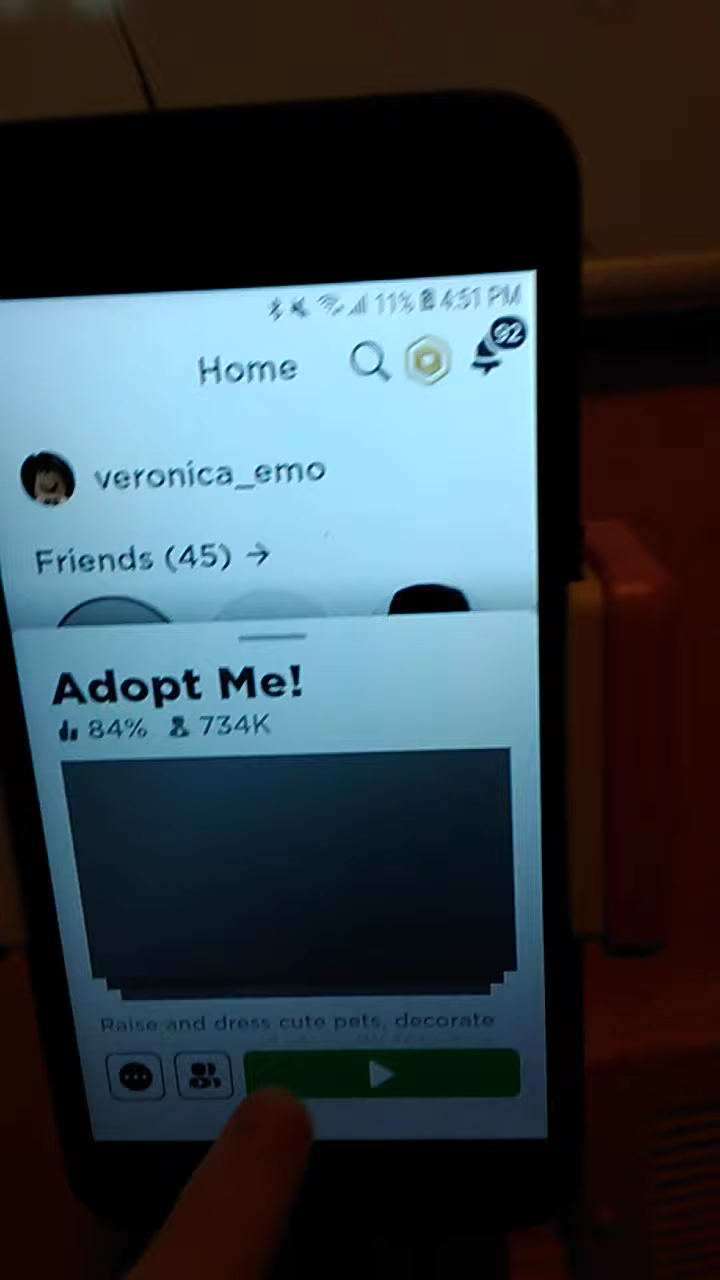 11% 4:51 PM
Home
92
veronica_emo
Friends (45) →
Adopt Me!
84% 734K
Raise and dress cute pets, decorate